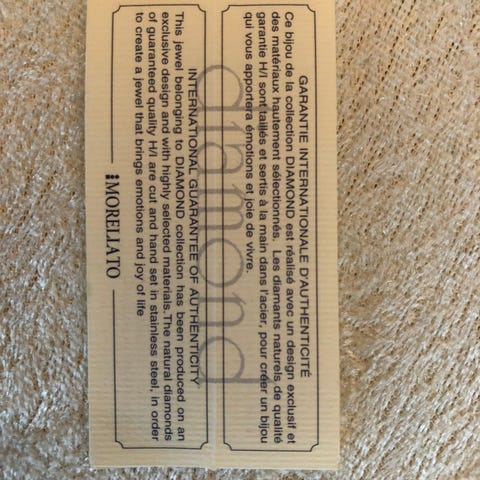 GARANTIE INTERNATIONALE D'AUTHENTICITÉ
Ce bijou de la collection DIAMOND est réalisé avec un design exclusif et
des matériaux hautement sélectionnés. Les diamants naturels de qualité
garantie H/I sont taillés et sertis à la main dans l'acier, pour créer un bijou
qui vous apportera émotions et joie de vivre.
diamond
INTERNATIONAL GUARANTEE OF AUTHENTICITY
This jewel belonging to DIAMOND collection has been produced on an
exclusive design and with highly selected materials.The natural diamonds
of guaranteed quality H/I are cut and hand set in stainless steel, in order
to create a jewel that brings emotions and joy of life
MORELLATO